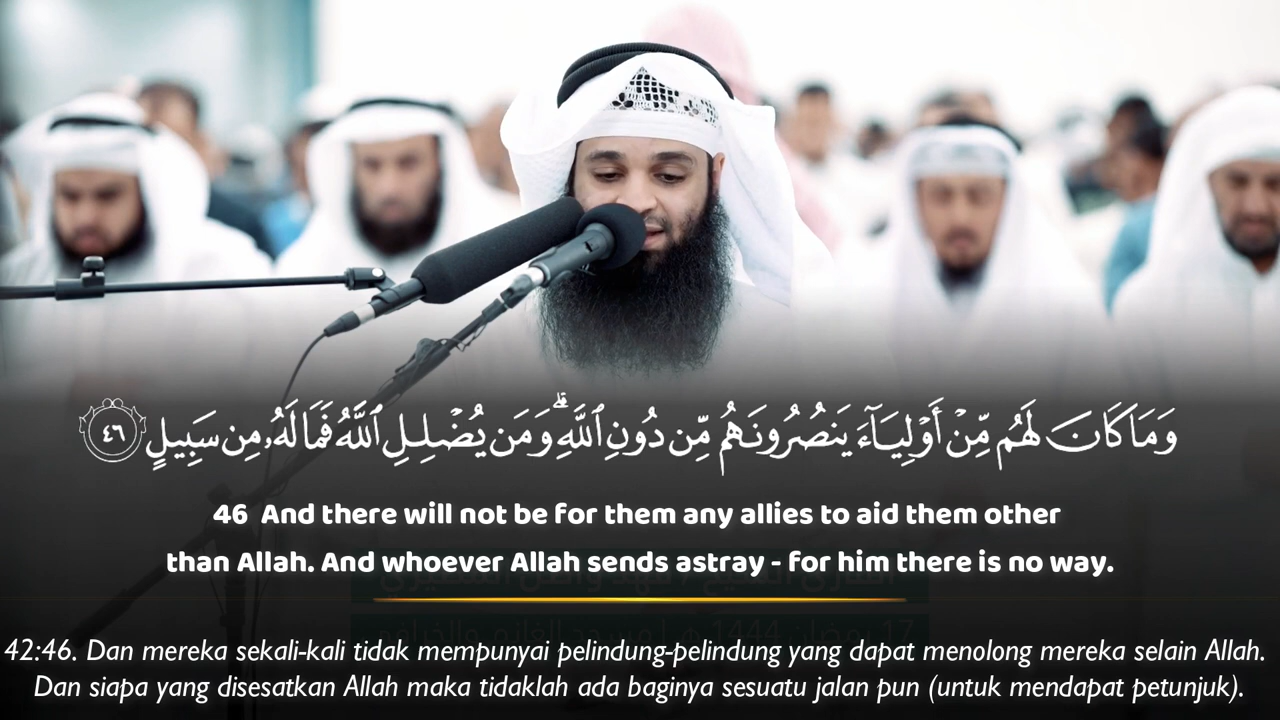 وَمَا كَانَ لَهُم مِّنْ أَوْلِيَآءَ يَنصُرُونَهُم مِّن دُونِ ٱللَّهِ ۗ وَمَن يُضْلِلِ ٱللَّهُ فَمَا لَهُۥ مِن سَبِيلٍ ٤٦
46 And there will not be for them any allies to aid them other
than Allah. And whoever Allah sends astray - for him there is no way.
42:46. Dan mereka sekali-kali tidak mempunyai pelindung-pelindung yang dapat menolong mereka selain Allah.
Dan siapa yang disesatkan Allah maka tidaklah ada baginya sesuatu jalan pun (untuk mendapat petunjuk).